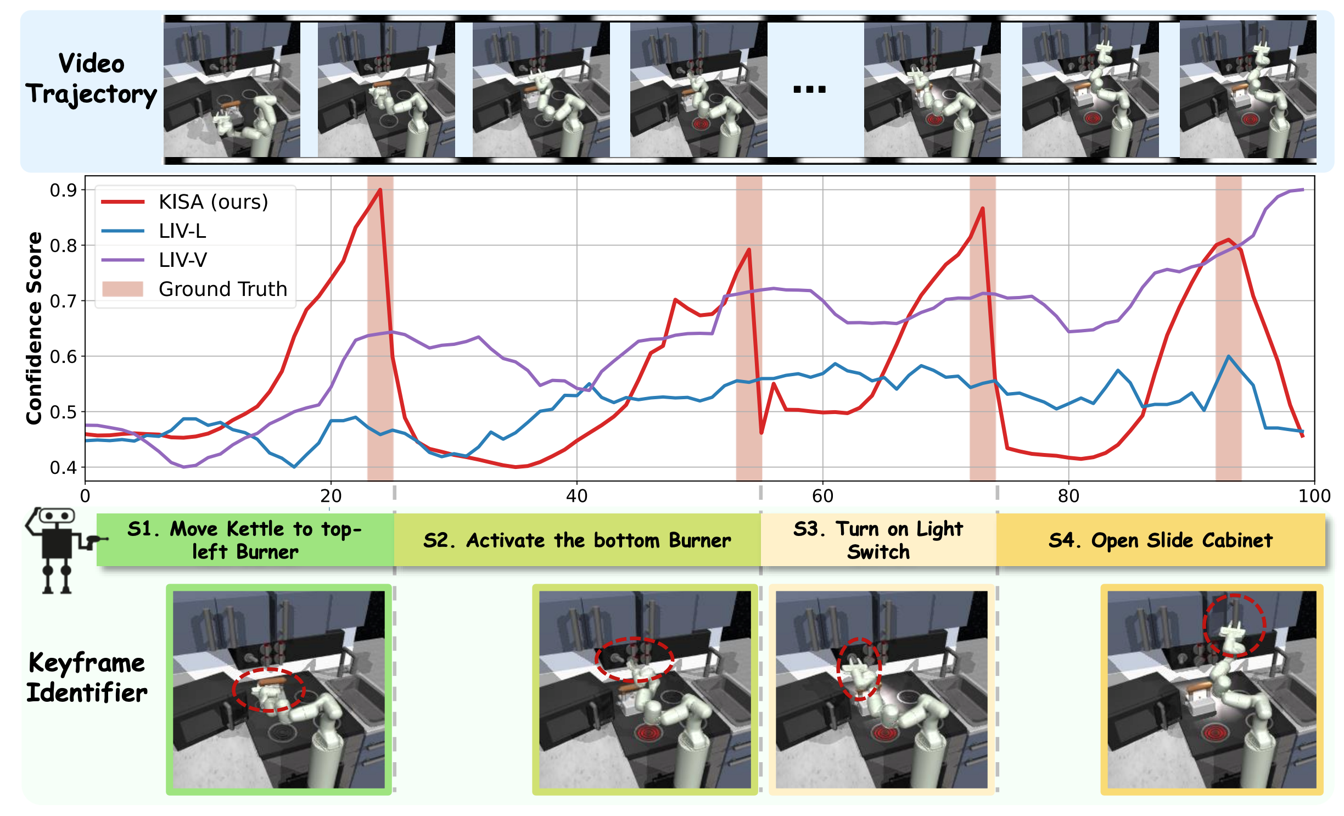 Video
Trajectory
...
0.9
0.8
0.7
0.6
0.5
0.4
Confidence Score
KISA (ours)
LIV-L
LIV-V
Ground Truth
0 20 40 60 80 100
S1. Move Kettle to top-
left Burner
S2. Activate the bottom Burner
S3. Turn on Light
Switch
S4. Open Slide Cabinet
Keyframe
Identifier